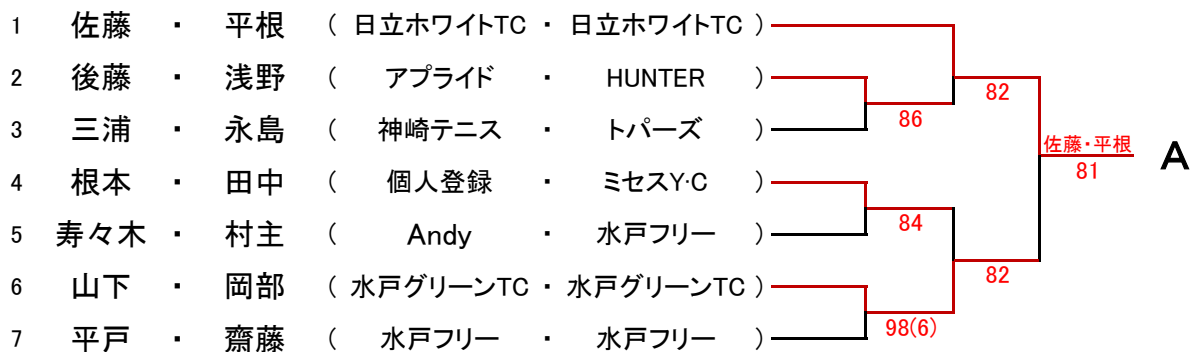 1 佐藤 ・ 平根 ( 日立ホワイトTC ・ 日立ホワイトTC )
2 後藤 ・ 浅野 ( アプライド ・ HUNTER ) 82
86
3 三浦 ・ 永島 ( 神崎テニス ・ トパーズ )
佐藤・平根 A
81
4 根本 ・ 田中 ( 個人登録 ・ ミセスY・C )
84
5 寿々木 ・ 村主 ( Andy ・ 水戸フリー )
82
6 山下 ・ 岡部 ( 水戸グリーンTC ・ 水戸グリーンTC )
98(6)
7 平戸 ・ 齋藤 ( 水戸フリー ・ 水戸フリー )